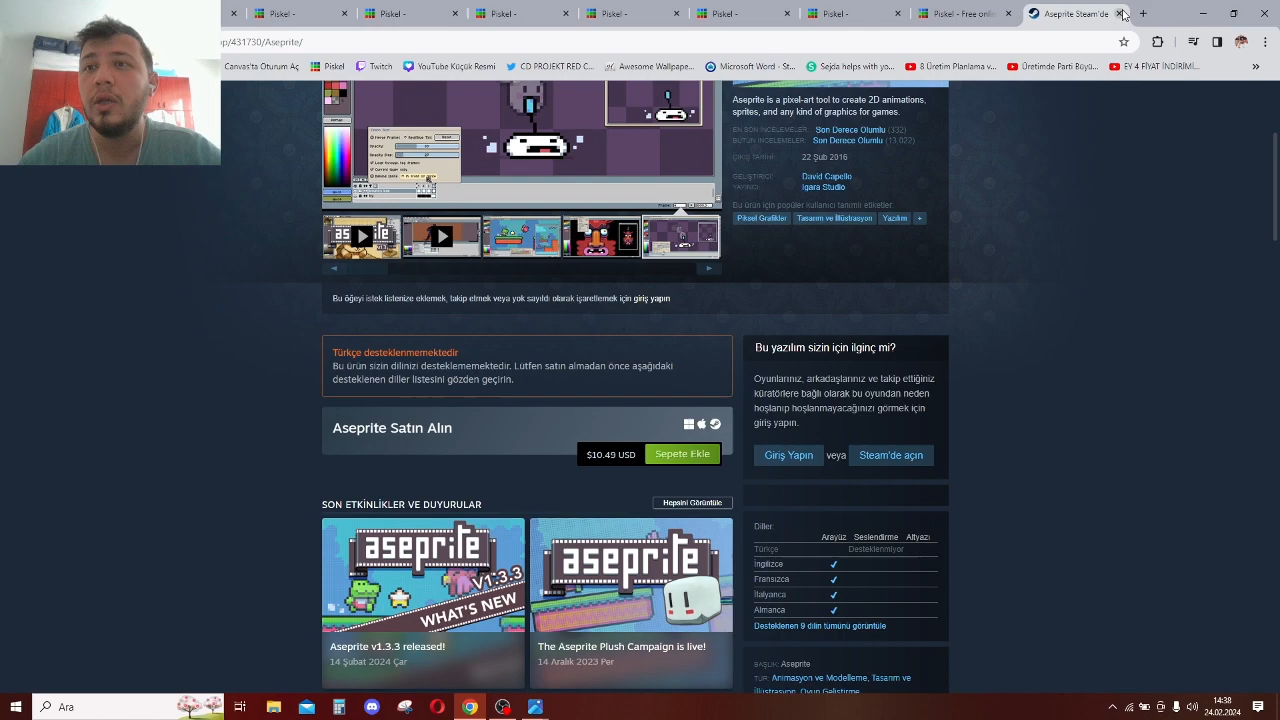 Piskel -
Piskel -
Piskel -
Piskel -
Piskel -
Piskel -
Piskel - Free onlin
Aseprite Steam'de
p/431730/Aseprite/
Canvas'ta Oturum Aç
Piskel
Twitch
Twitch Tube Küçük Resmi
PROJEKT RED C...
Awesome Wallpape...
Microsoft Word - So...
Sejda helps with yo...
8 Üretim Planlama v...
Üretimde Parti Büyü...
EY 4 FİYAT İNDİRİMİ...
Aseprite is a pixel-art tool to create 2D animations,
sprites, and any kind of graphics for games.
EN SON İNCELEMELER: Son Derece Olumlu (332)
BÜTÜN İNCELEMELER: Son Derece Olumlu (13.022)
ÇIKIŞ TARİHİ: 22 Şub 2016
GELİŞTİRİCİ: David Capello
YAYINCI: Igara Studio
Bu ürün için popüler kullanıcı tanımlı etiketler:
Piksel Grafikler Tasarım ve İllüstrasyon Yazılım +
Bu öğeyi istek listenize eklemek, takip etmek veya yok sayıldı olarak işaretlemek için giriş yapın
Türkçe desteklenmemektedir
Bu ürün sizin dilinizi desteklememektedir. Lütfen satın almadan önce aşağıdaki
desteklenen diller listesini gözden geçirin.
Aseprite Satın Alın
$10.49 USD
Sepete Ekle
SON ETKİNLİKLER VE DUYURULAR
Hepsini Görüntüle
aseprite
V1.3.3
WHAT'S NEW
Aseprite v1.3.3 released!
14 Şubat 2024 Çar
aseprite
The Aseprite Plush Campaign is live!
14 Aralık 2023 Per
Bu yazılım sizin için ilginç mi?
Oyunlarınız, arkadaşlarınız ve takip ettiğiniz
küratörlere bağlı olarak bu oyundan neden
hoşlanıp hoşlanmayacağınızı görmek için
giriş yapın.
Giriş Yapın veya Steam'de açın
Diller:
Arayüz Seslendirme Altyazı
Türkçe Desteklenmiyor
İngilizce ✔
Fransızca ✔
İtalyanca ✔
Almanca ✔
Desteklenen 9 dilin tümünü görüntüle
BAŞLIK: Aseprite
TÜR: Animasyon ve Modelleme, Tasarım ve
İllüstrasyon, Oyun Geliştirme
Ara
14:38
24.02.2024